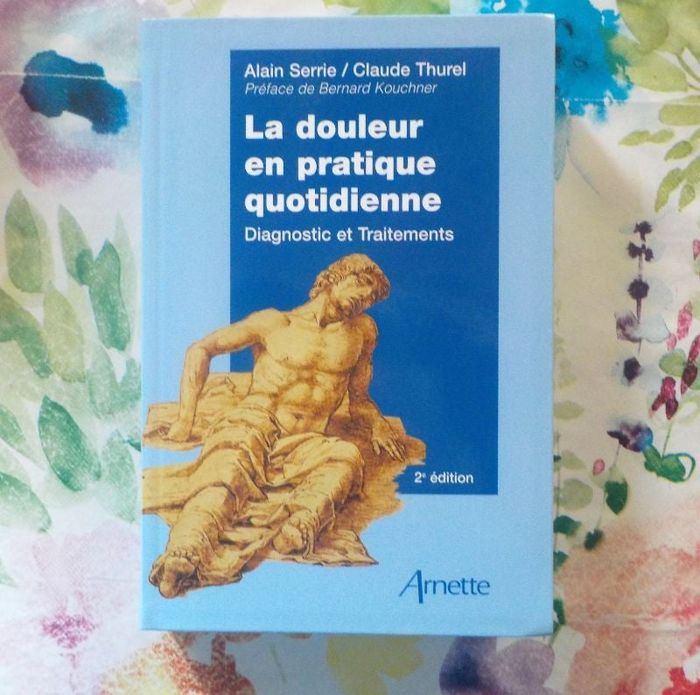 Alain Serrie / Claude Thurel
Préface de Bernard Kouchner
La douleur
en pratique
quotidienne
Diagnostic et Traitements
2e édition
Arnette